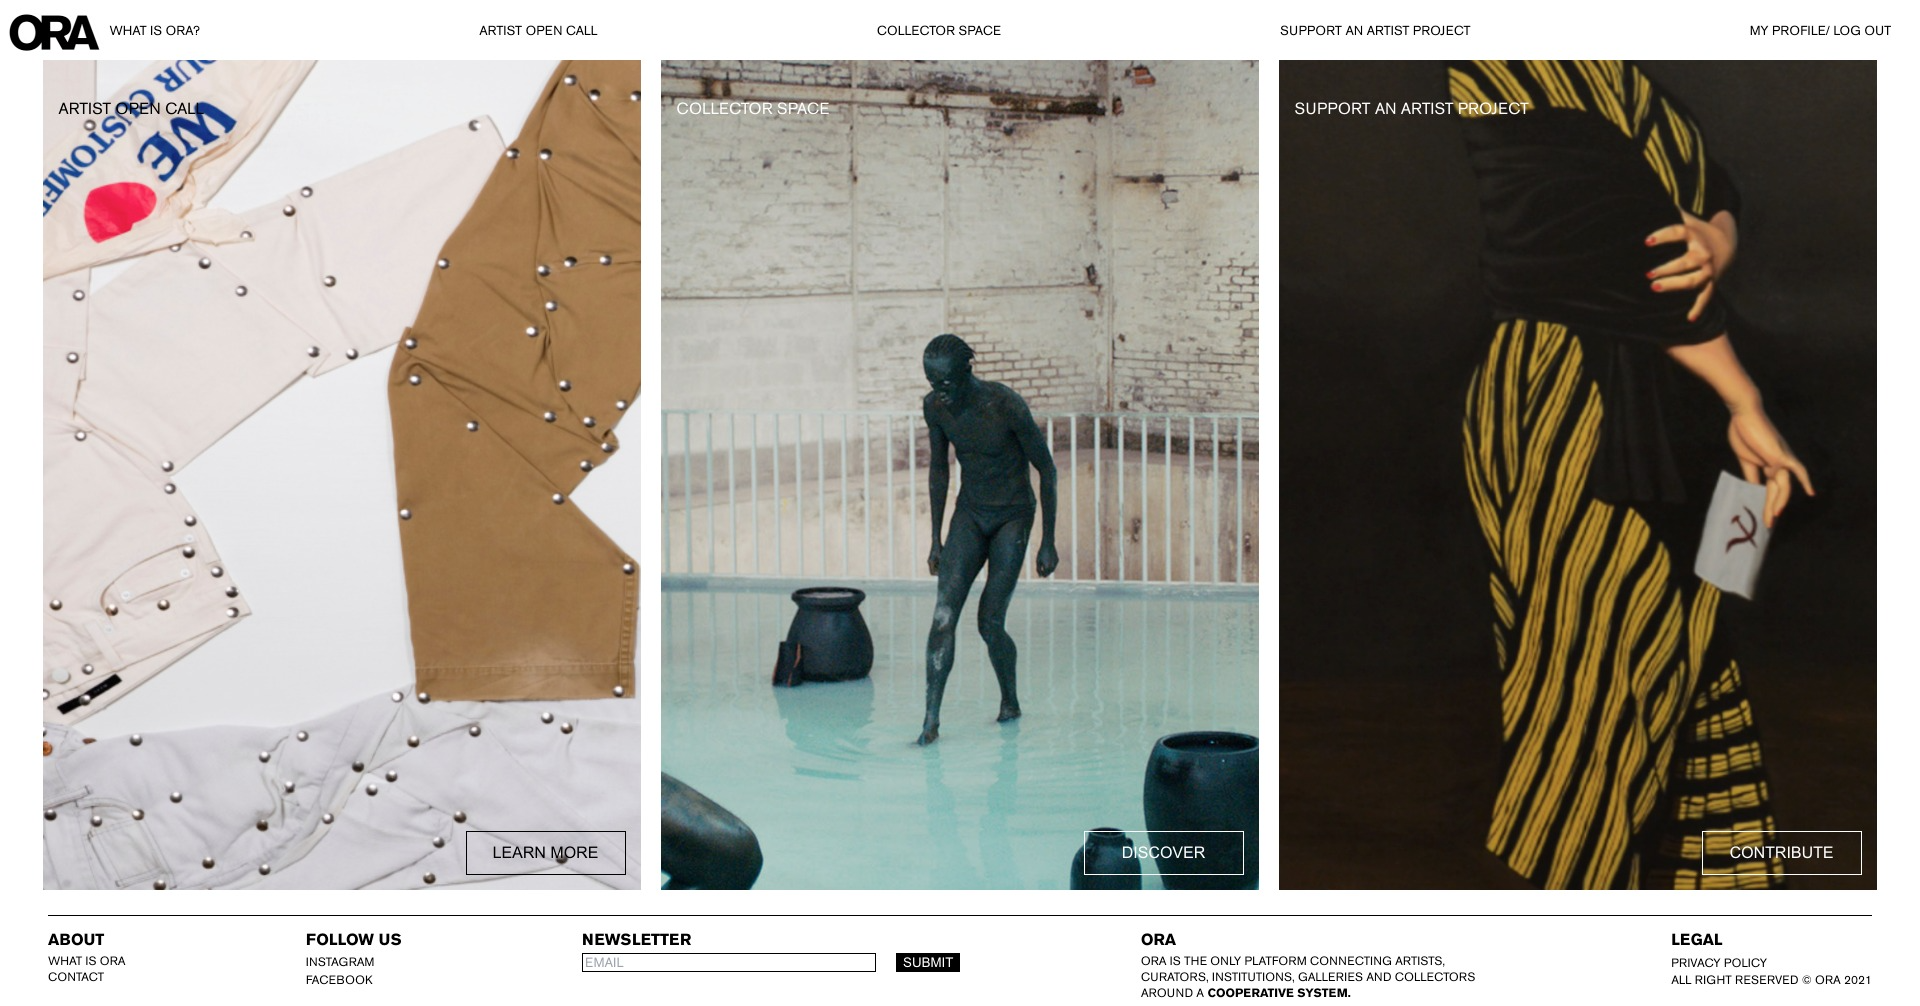 ORA
WHAT IS ORA?
ARTIST OPEN CALL
COLLECTOR SPACE
SUPPORT AN ARTIST PROJECT
MY PROFILE/ LOG OUT
ARTIST OPEN CALL
UR CUSTOME
WE
COLLECTOR SPACE
SUPPORT AN ARTIST PROJECT
LEARN MORE
DISCOVER
CONTRIBUTE
ABOUT
WHAT IS ORA
CONTACT
FOLLOW US
INSTAGRAM
FACEBOOK
NEWSLETTER
EMAIL
SUBMIT
ORA
ORA IS THE ONLY PLATFORM CONNECTING ARTISTS,
CURATORS, INSTITUTIONS, GALLERIES AND COLLECTORS
AROUND A COOPERATIVE SYSTEM.
LEGAL
PRIVACY POLICY
ALL RIGHT RESERVED © ORA 2021